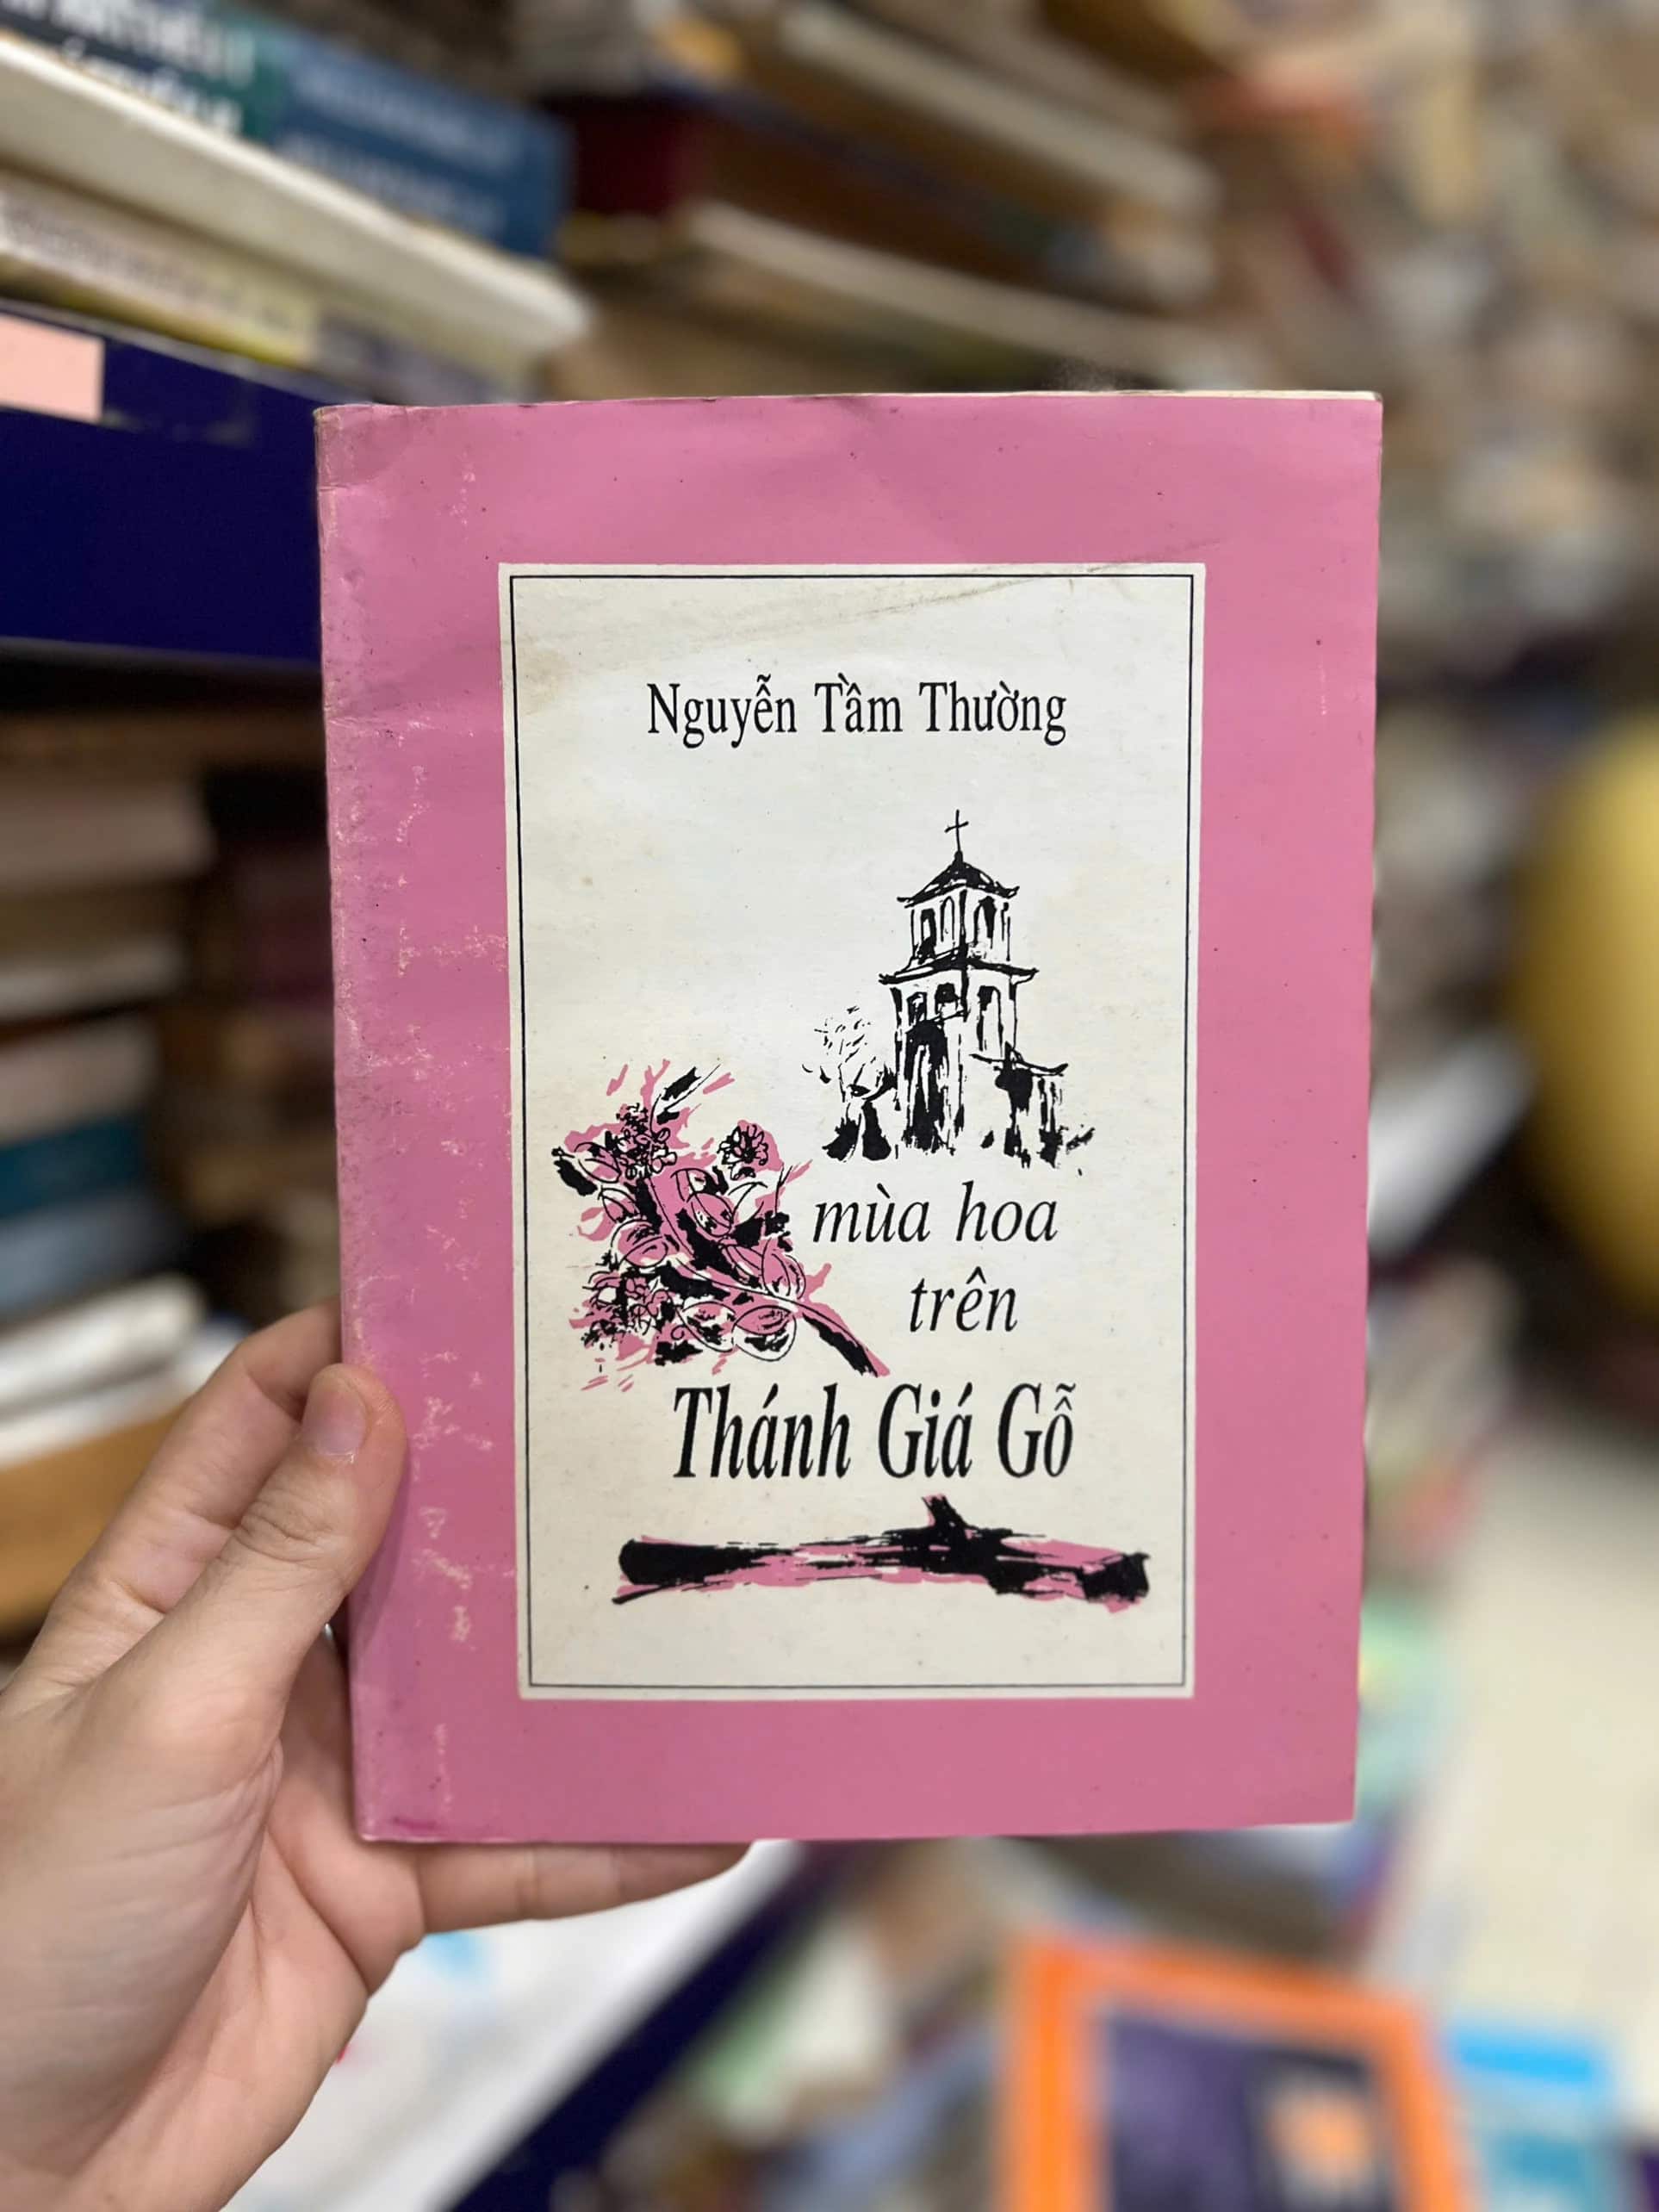 Nguyễn Tầm Thường
mùa hoa
trên
Thánh Giá Gỗ